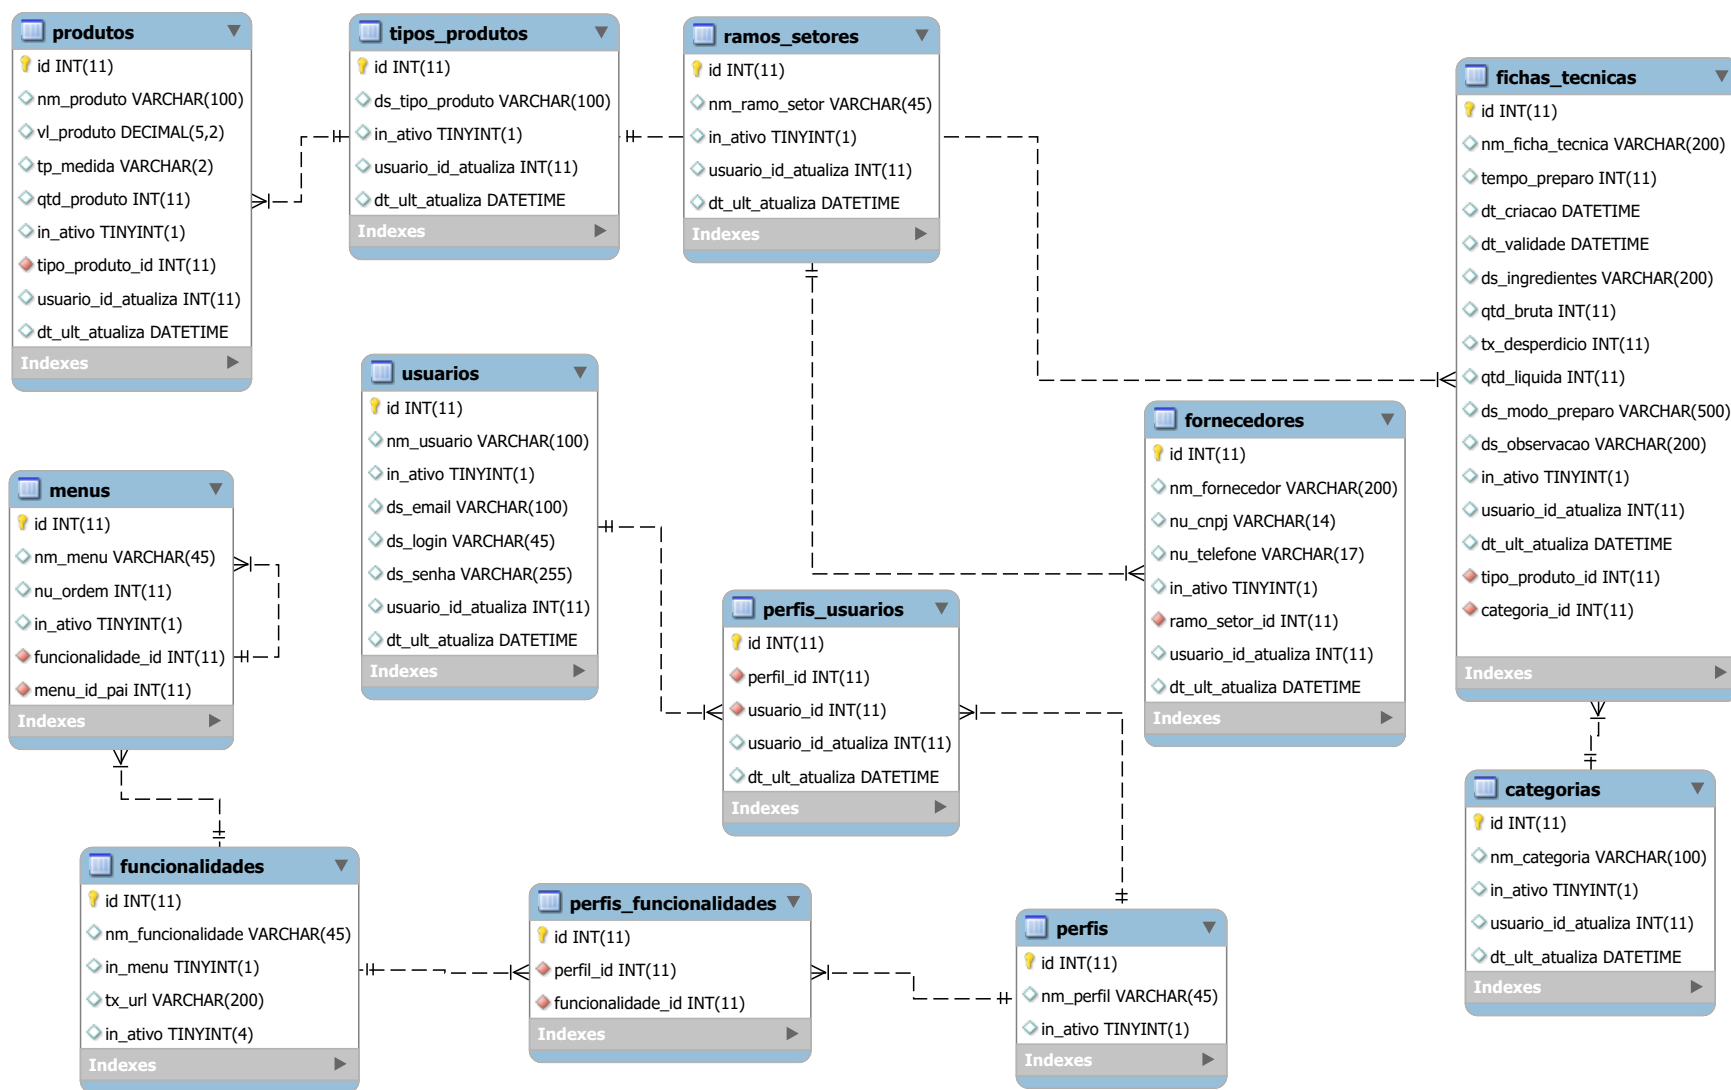 produtos
id INT(11)
nm_produto VARCHAR(100)
vl_produto DECIMAL(5,2)
tp_medida VARCHAR(2)
qtd_produto INT(11)
in_ativo TINYINT(1)
tipo_produto_id INT(11)
usuario_id_atualiza INT(11)
dt_ult_atualiza DATETIME
Indexes
tipos_produtos
id INT(11)
ds_tipo_produto VARCHAR(100)
in_ativo TINYINT(1)
usuario_id_atualiza INT(11)
dt_ult_atualiza DATETIME
Indexes
ramos_setores
id INT(11)
nm_ramo_setor VARCHAR(45)
in_ativo TINYINT(1)
usuario_id_atualiza INT(11)
dt_ult_atualiza DATETIME
Indexes
fichas_tecnicas
id INT(11)
nm_ficha_tecnica VARCHAR(200)
tempo_preparo INT(11)
dt_criacao DATETIME
dt_validade DATETIME
ds_ingredientes VARCHAR(200)
qtd_bruta INT(11)
tx_desperdicio INT(11)
qtd_liquida INT(11)
ds_modo_preparo VARCHAR(500)
ds_observacao VARCHAR(200)
in_ativo TINYINT(1)
usuario_id_atualiza INT(11)
dt_ult_atualiza DATETIME
tipo_produto_id INT(11)
categoria_id INT(11)
Indexes
usuarios
id INT(11)
nm_usuario VARCHAR(100)
in_ativo TINYINT(1)
ds_email VARCHAR(100)
ds_login VARCHAR(45)
ds_senha VARCHAR(255)
usuario_id_atualiza INT(11)
dt_ult_atualiza DATETIME
Indexes
fornecedores
id INT(11)
nm_fornecedor VARCHAR(200)
nu_cnpj VARCHAR(14)
nu_telefone VARCHAR(17)
in_ativo TINYINT(1)
ramo_setor_id INT(11)
usuario_id_atualiza INT(11)
dt_ult_atualiza DATETIME
Indexes
menus
id INT(11)
nm_menu VARCHAR(45)
nu_ordem INT(11)
in_ativo TINYINT(1)
funcionalidade_id INT(11)
menu_id_pai INT(11)
Indexes
perfis_usuarios
id INT(11)
perfil_id INT(11)
usuario_id INT(11)
usuario_id_atualiza INT(11)
dt_ult_atualiza DATETIME
Indexes
categorias
id INT(11)
nm_categoria VARCHAR(100)
in_ativo TINYINT(1)
usuario_id_atualiza INT(11)
dt_ult_atualiza DATETIME
Indexes
funcionalidades
id INT(11)
nm_funcionalidade VARCHAR(45)
in_menu TINYINT(1)
tx_url VARCHAR(200)
in_ativo TINYINT(4)
Indexes
perfis_funcionalidades
id INT(11)
perfil_id INT(11)
funcionalidade_id INT(11)
Indexes
perfis
id INT(11)
nm_perfil VARCHAR(45)
in_ativo TINYINT(1)
Indexes